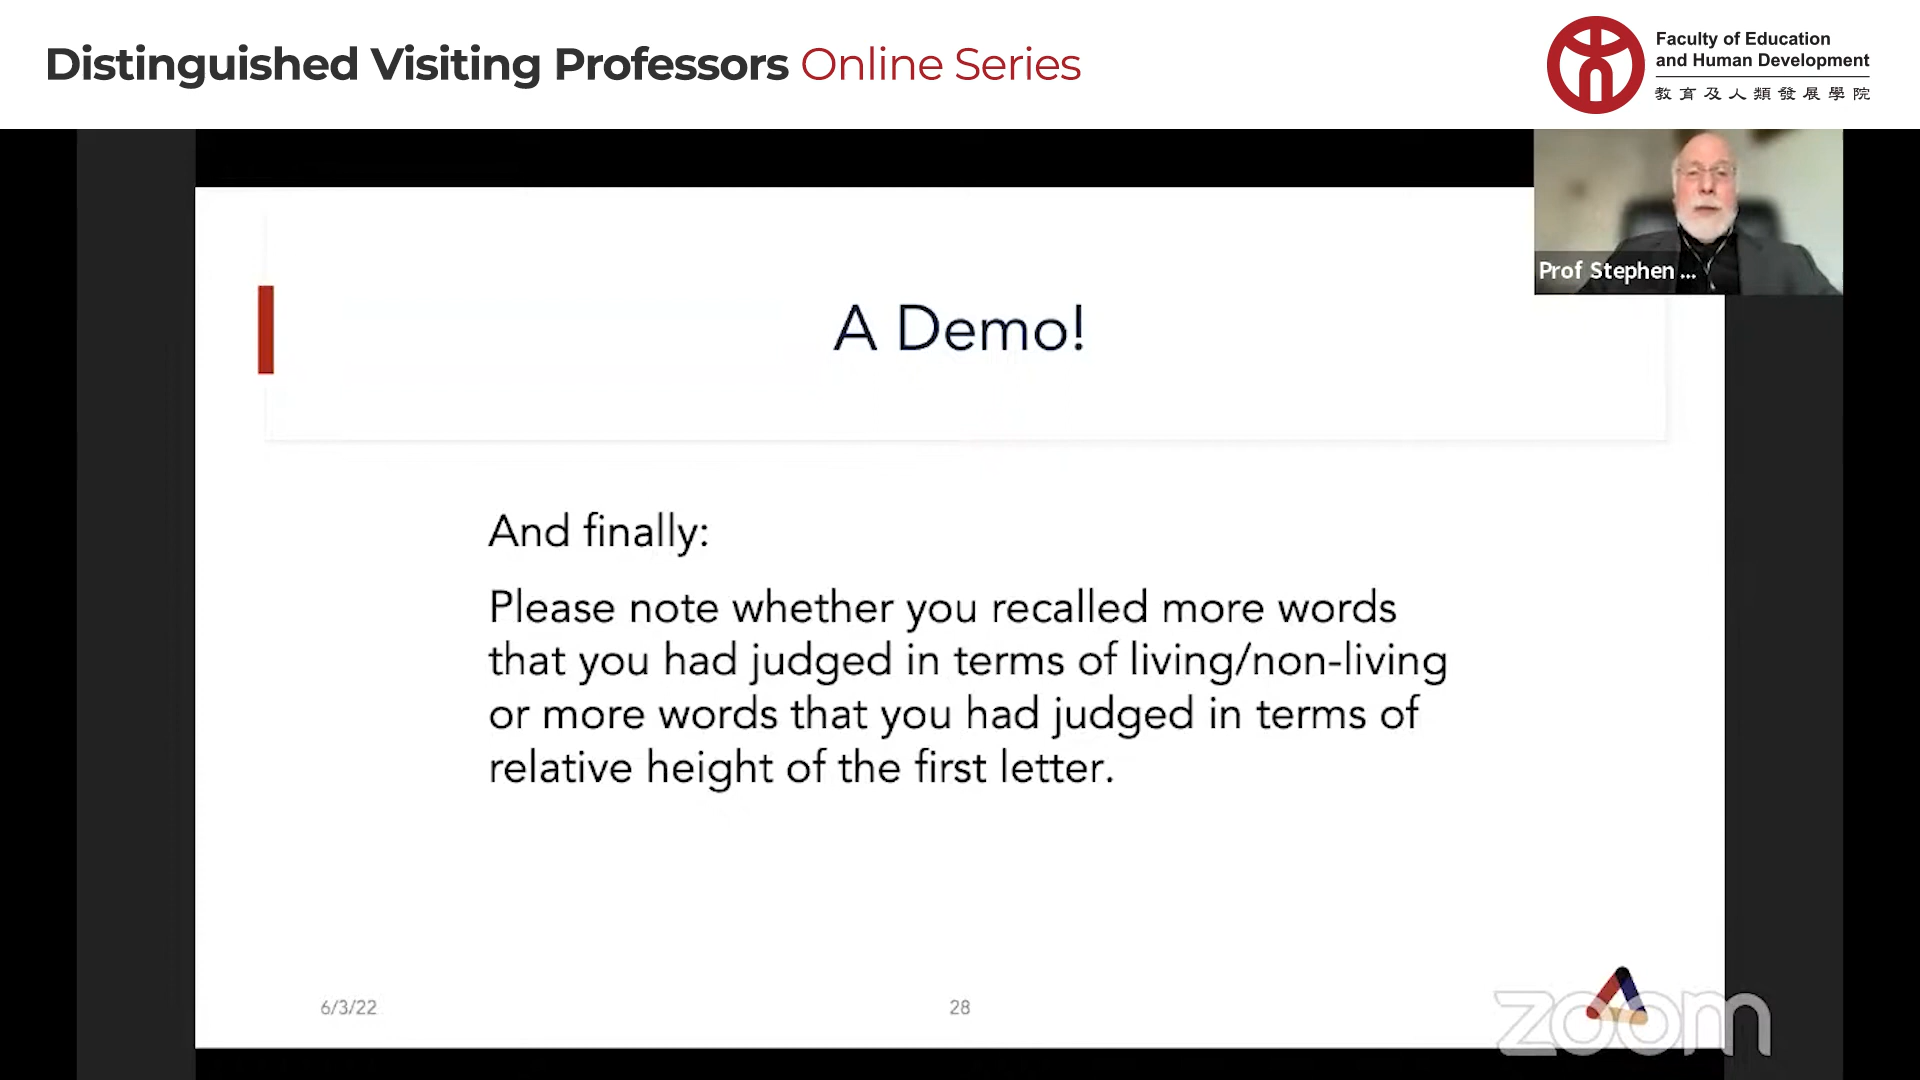 Distinguished Visiting Professors Online Series
Faculty of Education
and Human Development
教育及人類發展學院
Prof Stephen ...
A Demo!
And finally:
Please note whether you recalled more words
that you had judged in terms of living/non-living
or more words that you had judged in terms of
relative height of the first letter.
6/3/22
28
zoom